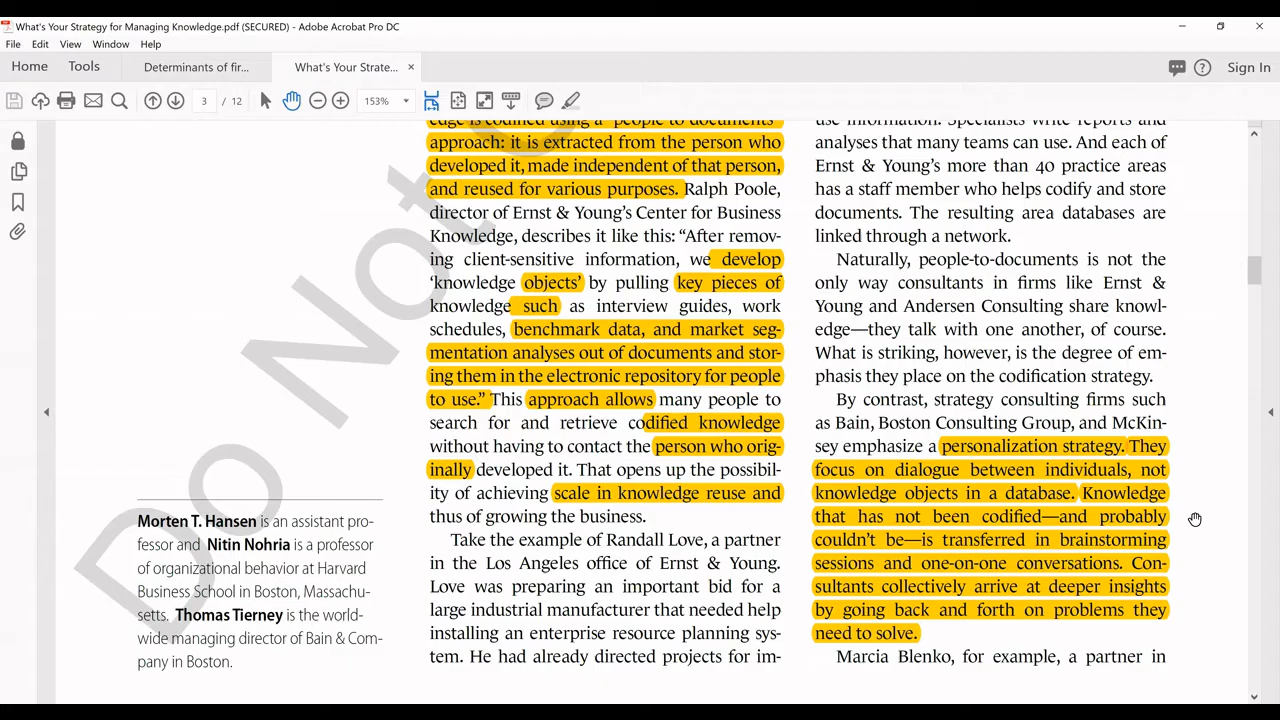 What's Your Strategy for Managing Knowledge.pdf (SECURED) - Adobe Acrobat Pro DC
File Edit View Window Help
Home Tools Determinants of fir... What's Your Strate... × Sign In
3 / 12 153%
edge is codified using a "people to documents"
approach: it is extracted from the person who
developed it, made independent of that person,
and reused for various purposes. Ralph Poole,
director of Ernst & Young's Center for Business
Knowledge, describes it like this: “After remov-
ing client-sensitive information, we develop
‘knowledge objects’ by pulling key pieces of
knowledge such as interview guides, work
schedules, benchmark data, and market seg-
mentation analyses out of documents and stor-
ing them in the electronic repository for people
to use.” This approach allows many people to
search for and retrieve codified knowledge
without having to contact the person who orig-
inally developed it. That opens up the possibil-
ity of achieving scale in knowledge reuse and
thus of growing the business.
Take the example of Randall Love, a partner
in the Los Angeles office of Ernst & Young.
Love was preparing an important bid for a
large industrial manufacturer that needed help
installing an enterprise resource planning sys-
tem. He had already directed projects for im-
use information. Specialists write reports and
analyses that many teams can use. And each of
Ernst & Young's more than 40 practice areas
has a staff member who helps codify and store
documents. The resulting area databases are
linked through a network.
Naturally, people-to-documents is not the
only way consultants in firms like Ernst &
Young and Andersen Consulting share knowl-
edge—they talk with one another, of course.
What is striking, however, is the degree of em-
phasis they place on the codification strategy.
By contrast, strategy consulting firms such
as Bain, Boston Consulting Group, and McKin-
sey emphasize a personalization strategy. They
focus on dialogue between individuals, not
knowledge objects in a database. Knowledge
that has not been codified—and probably
couldn't be—is transferred in brainstorming
sessions and one-on-one conversations. Con-
sultants collectively arrive at deeper insights
by going back and forth on problems they
need to solve.
Marcia Blenko, for example, a partner in
Morten T. Hansen is an assistant pro-
fessor and Nitin Nohria is a professor
of organizational behavior at Harvard
Business School in Boston, Massachu-
setts. Thomas Tierney is the world-
wide managing director of Bain & Com-
pany in Boston.
Do Not